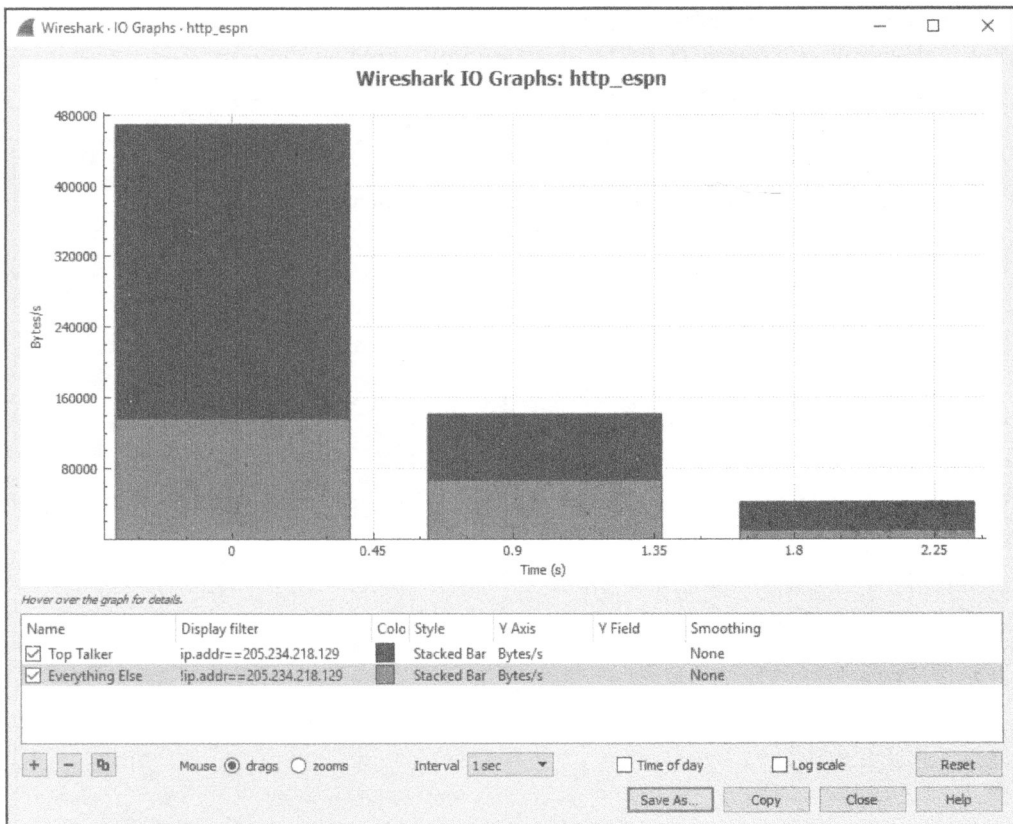 Wireshark · IO Graphs · http_espn
Wireshark IO Graphs: http_espn
480000
400000
320000
240000
160000
80000
Bytes/s
0 0.45 0.9 1.35 1.8 2.25
Time (s)
Hover over the graph for details.
Name Display filter Colo Style Y Axis Y Field Smoothing
Top Talker ip.addr==205.234.218.129 Stacked Bar Bytes/s None
Everything Else !ip.addr==205.234.218.129 Stacked Bar Bytes/s None
+ − Mouse drags zooms Interval 1 sec Time of day Log scale Reset
Save As... Copy Close Help